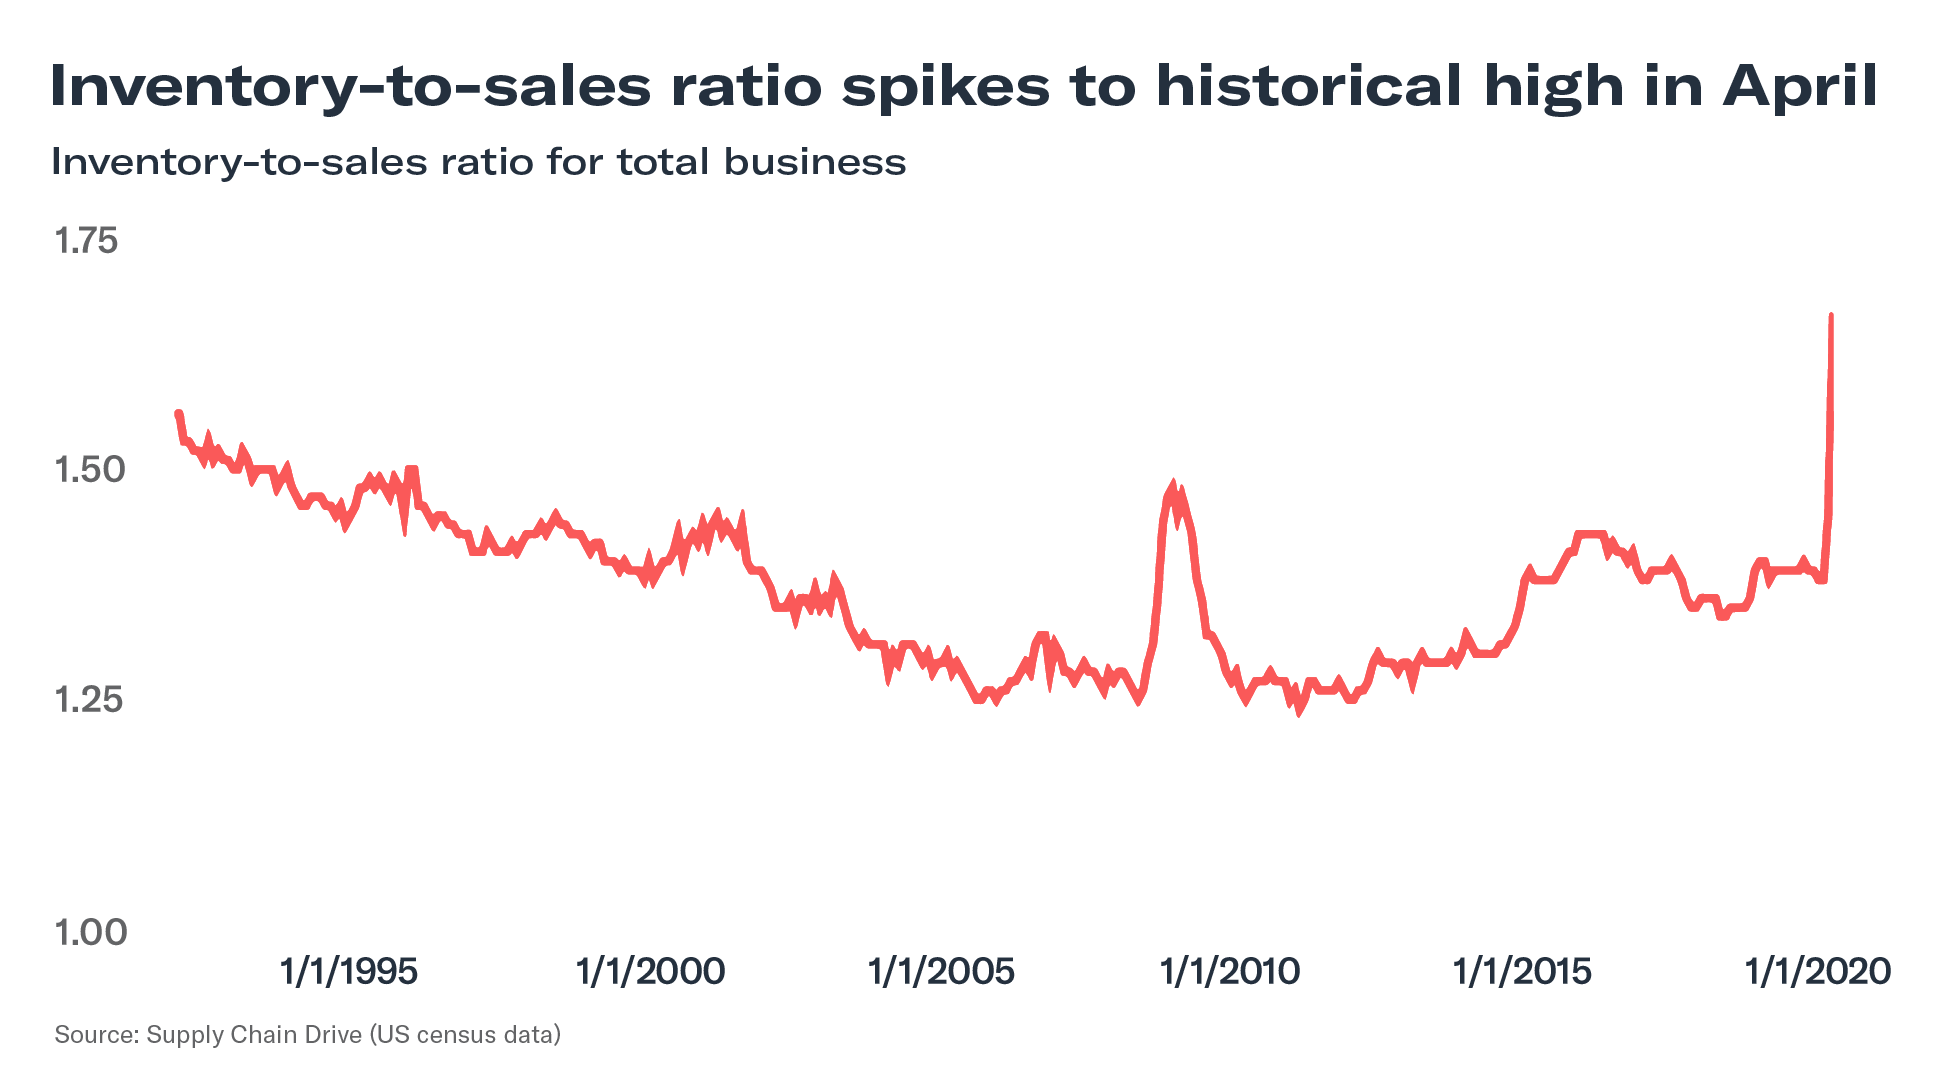 Inventory-to-sales ratio spikes to historical high in April
Inventory-to-sales ratio for total business
1.75
1.50
1.25
1.00
1/1/1995 1/1/2000 1/1/2005 1/1/2010 1/1/2015 1/1/2020
Source: Supply Chain Drive (US census data)